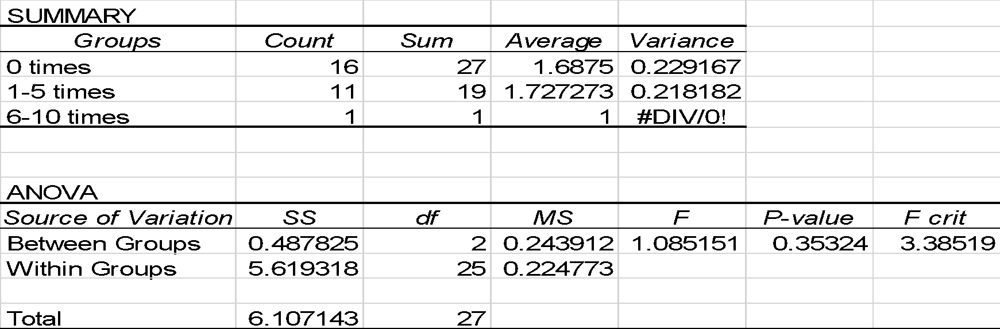 SUMMARY
Groups Count Sum Average Variance
0 times 16 27 1.6875 0.229167
1-5 times 11 19 1.727273 0.218182
6-10 times 1 1 1 #DIV/0!
ANOVA
Source of Variation SS df MS F P-value F crit
Between Groups 0.487825 2 0.243912 1.085151 0.35324 3.38519
Within Groups 5.619318 25 0.224773
Total 6.107143 27